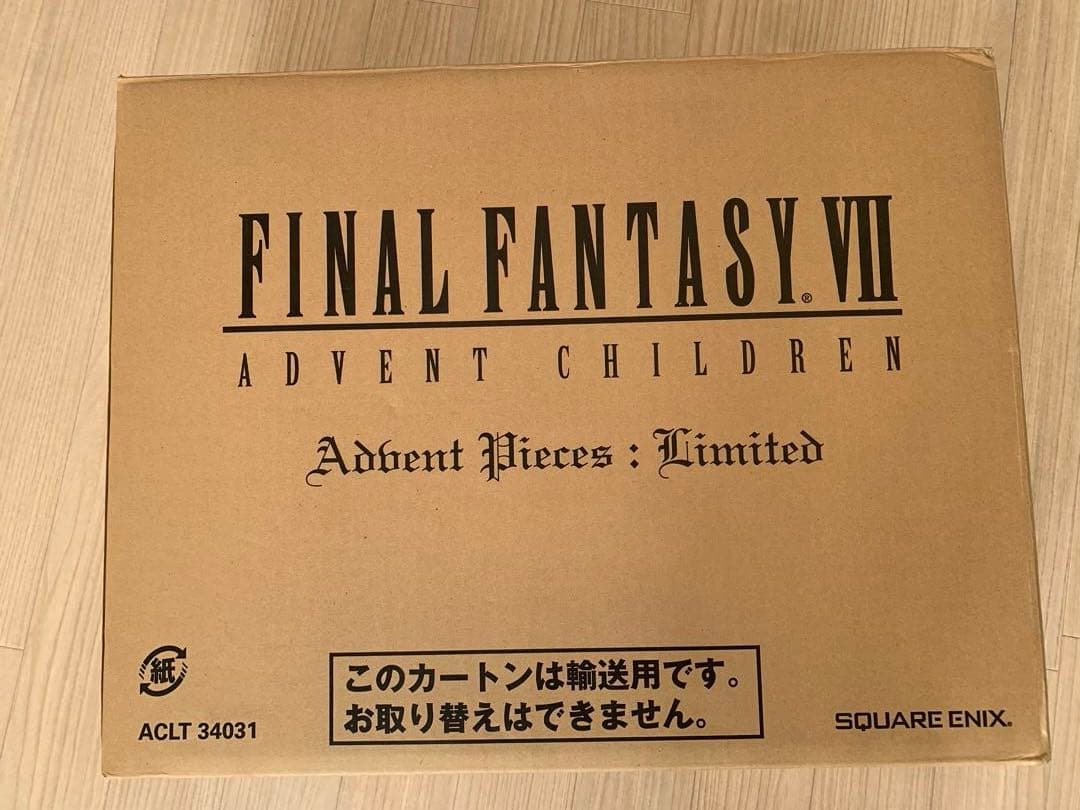 FINAL FANTASY® VII
ADVENT CHILDREN
Advent Pieces : Limited
紙
ACLT 34031
このカートンは輸送用です。
お取り替えはできません。
SQUARE ENIX®